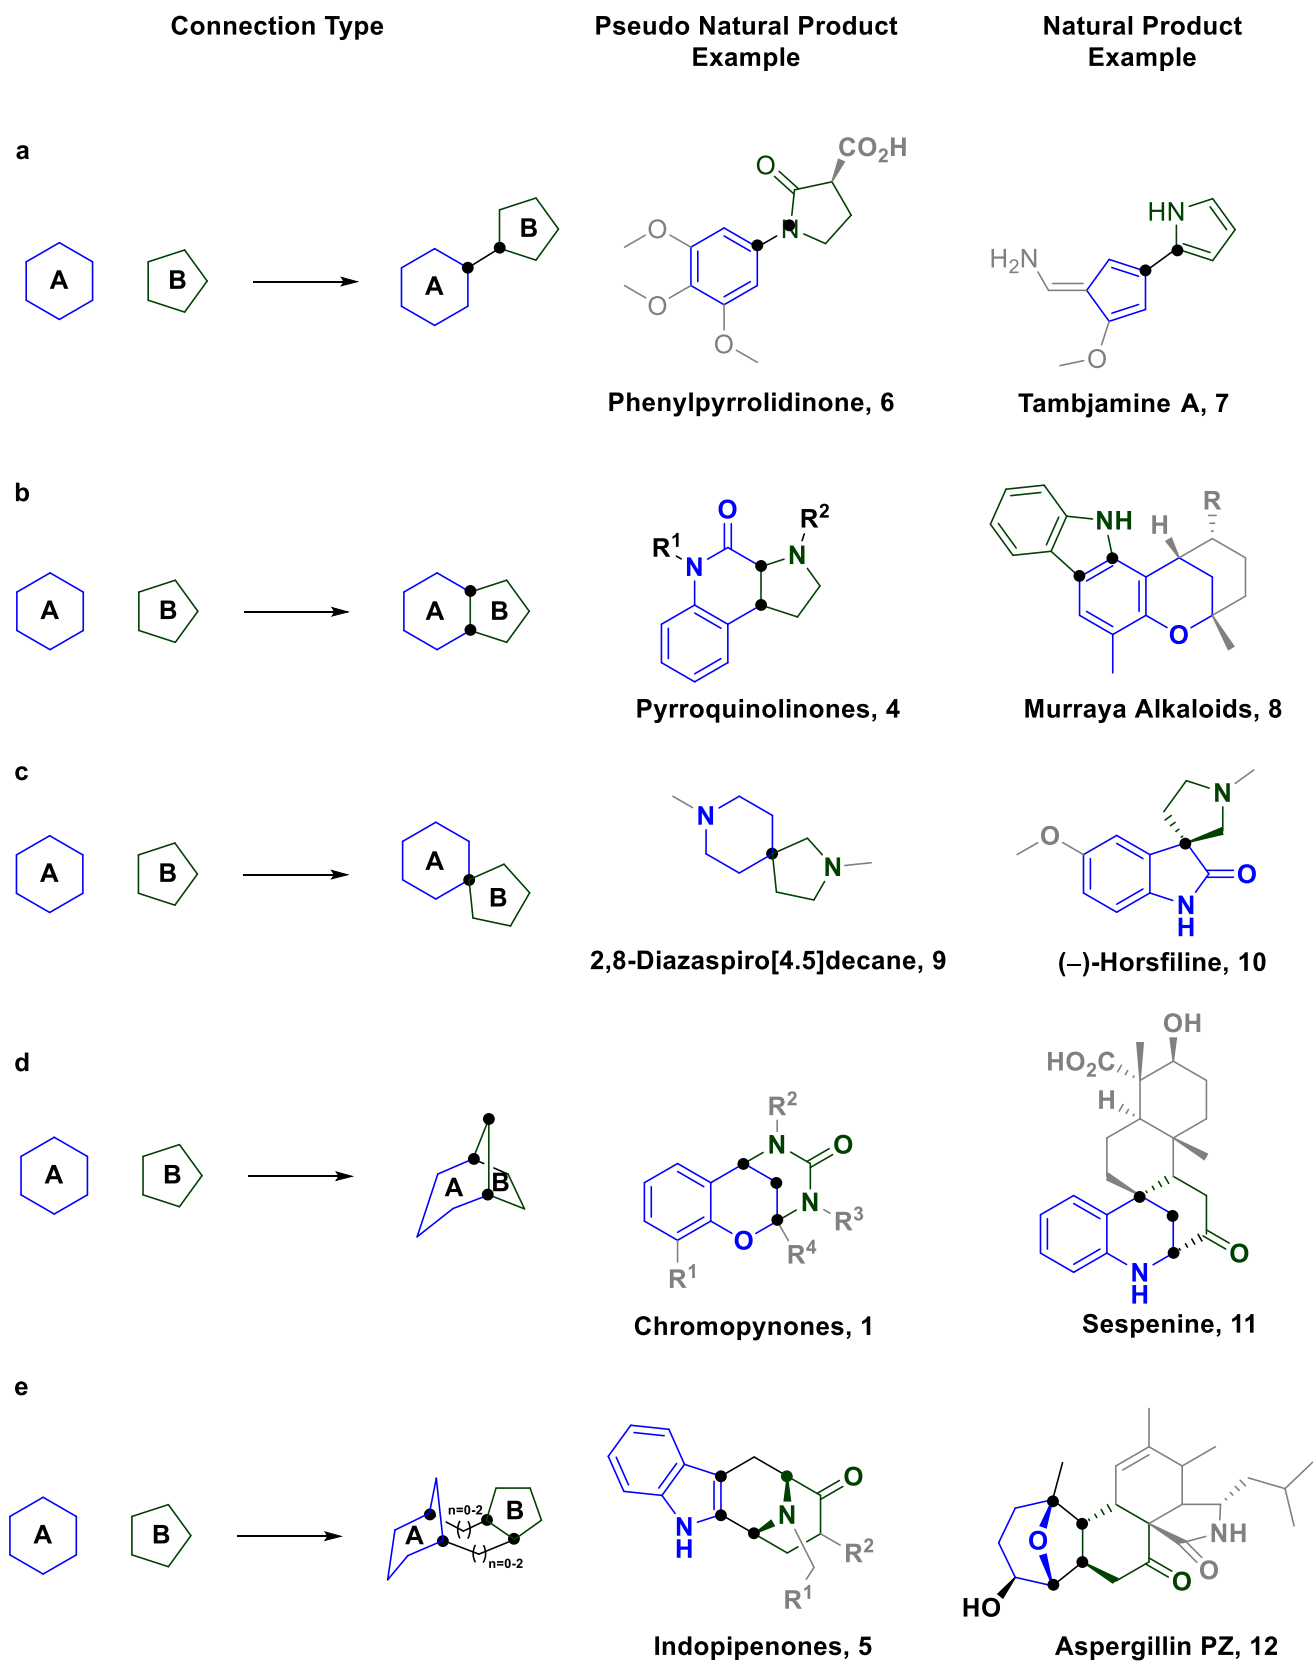 Connection Type
Pseudo Natural Product
Example
Natural Product
Example
a
A
B
A
B
O
CO₂H
N
O
O
O
Phenylpyrrolidinone, 6
HN
H₂N
O
Tambjamine A, 7
b
A
B
A
B
O
R¹
N
R²
N
Pyrroquinolinones, 4
NH
H
R
O
Murraya Alkaloids, 8
c
A
B
A
B
N
N
2,8-Diazaspiro[4.5]decane, 9
N
O
O
N
H
(–)-Horsfiline, 10
d
A
B
A
B
R²
N
O
N
R³
O
R⁴
R¹
Chromopynones, 1
OH
HO₂C
H
N
H
O
Sespenine, 11
e
A
B
A
n=0-2
B
n=0-2
N
H
N
O
R²
R¹
Indopipenones, 5
O
HO
O
NH
O
Aspergillin PZ, 12